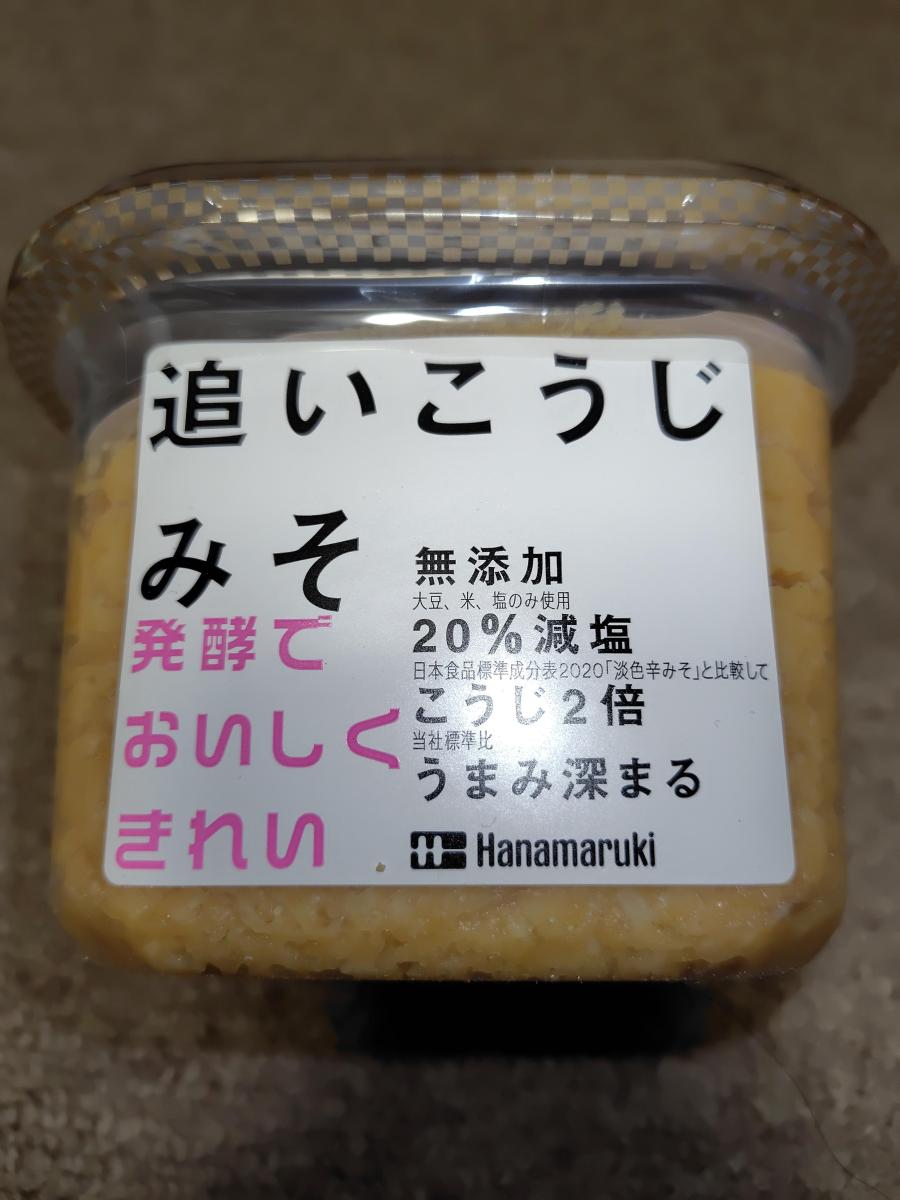 追いこうじ
みそ
発酵で
おいしく
きれい
無添加
大豆、米、塩のみ使用
20%減塩
日本食品標準成分表2020「淡色辛みそ」と比較して
こうじ2倍
当社標準比
うまみ深まる
Hanamaruki